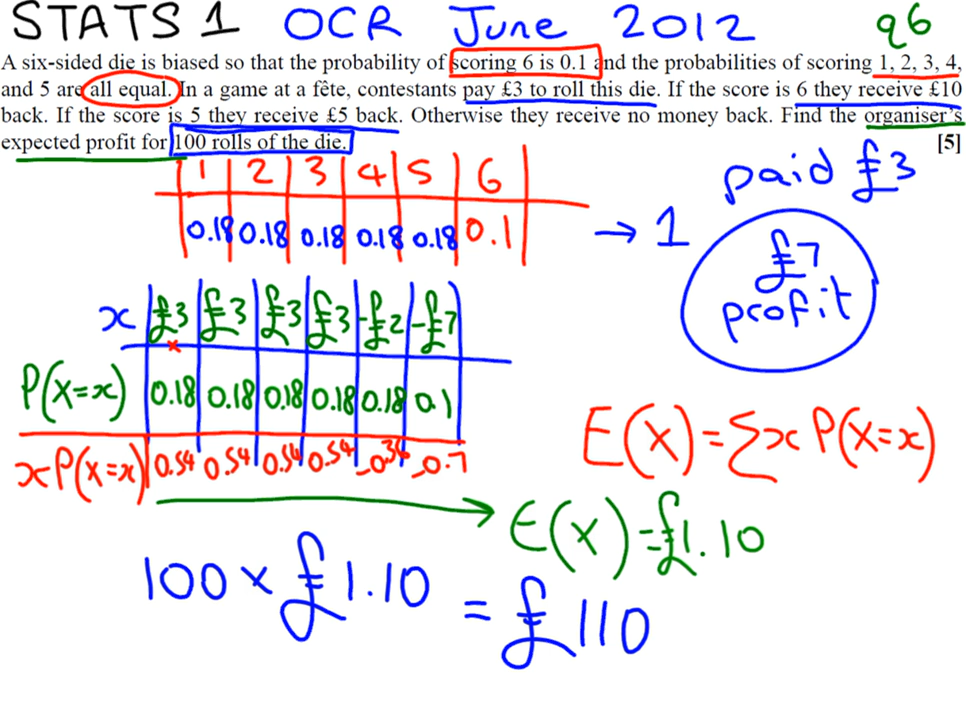 STATS 1 OCR June 2012 q6
A six-sided die is biased so that the probability of scoring 6 is 0.1 and the probabilities of scoring 1, 2, 3, 4,
and 5 are all equal. In a game at a fête, contestants pay £3 to roll this die. If the score is 6 they receive £10
back. If the score is 5 they receive £5 back. Otherwise they receive no money back. Find the organiser's
expected profit for 100 rolls of the die. [5]
1 2 3 4 5 6
0.18 0.18 0.18 0.18 0.18 0.1 → 1
paid £3
£7
profit
x £3 £3 £3 £3 -£2 -£7
P(X=x) 0.18 0.18 0.18 0.18 0.18 0.1
xP(X=x) 0.54 0.54 0.54 0.54 -0.36 -0.7
E(X)=∑x P(X=x)
E(X)=£1.10
100 × £1.10 = £110